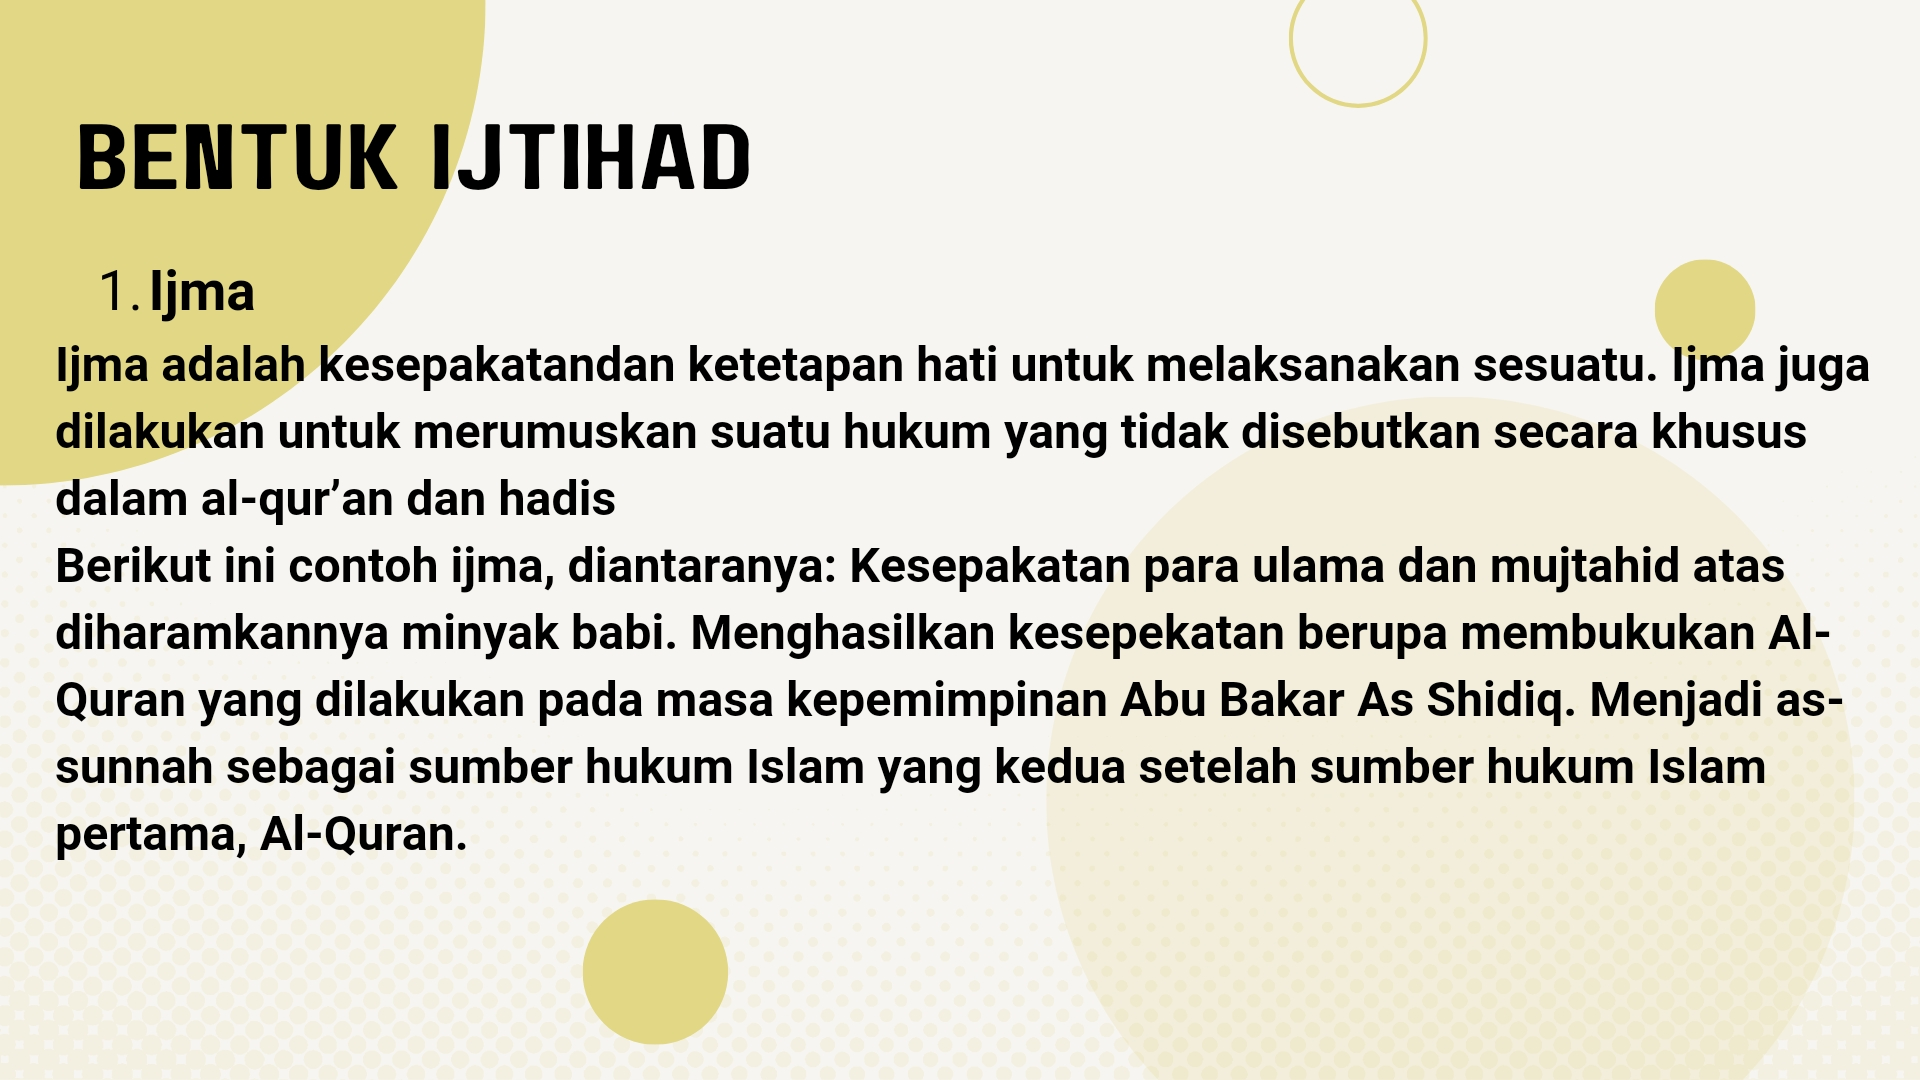 BENTUK IJTIHAD
1. Ijma
Ijma adalah kesepakatandan ketetapan hati untuk melaksanakan sesuatu. Ijma juga
dilakukan untuk merumuskan suatu hukum yang tidak disebutkan secara khusus
dalam al-qur’an dan hadis
Berikut ini contoh ijma, diantaranya: Kesepakatan para ulama dan mujtahid atas
diharamkannya minyak babi. Menghasilkan kesepekatan berupa membukukan Al-
Quran yang dilakukan pada masa kepemimpinan Abu Bakar As Shidiq. Menjadi as-
sunnah sebagai sumber hukum Islam yang kedua setelah sumber hukum Islam
pertama, Al-Quran.